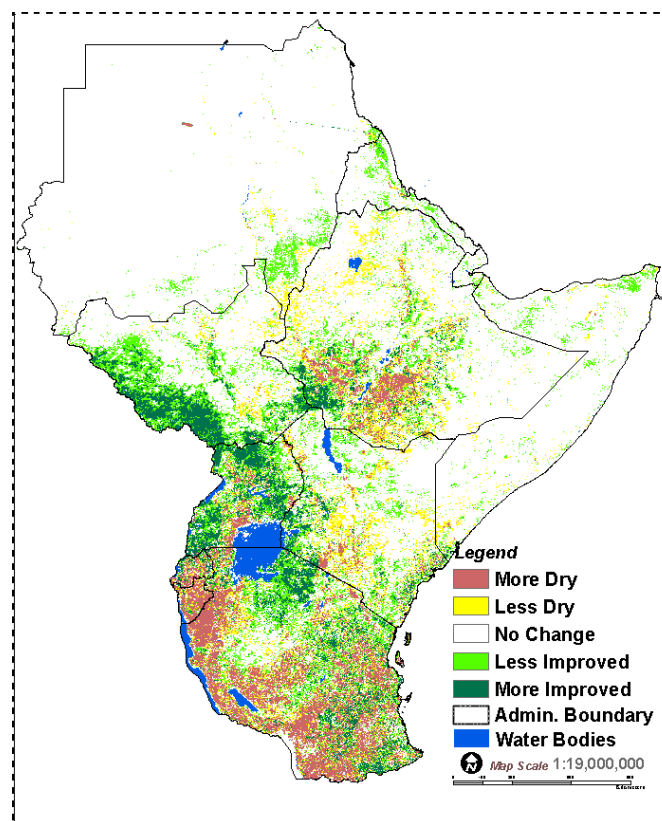 Legend
More Dry
Less Dry
No Change
Less Improved
More Improved
Admin. Boundary
Water Bodies
N Map Scale 1:19,000,000